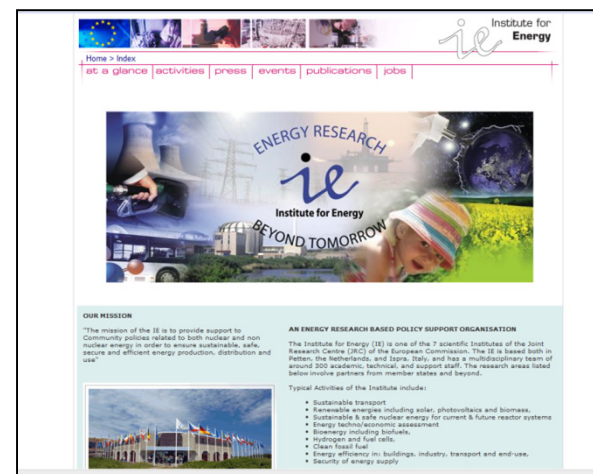 Institute for
Energy
ie
Home > Index
at a glance | activities | press | events | publications | jobs |
ENERGY RESEARCH
ie
Institute for Energy
BEYOND TOMORROW
OUR MISSION
"The mission of the IE is to provide support to
Community policies related to both nuclear and non
nuclear energy in order to ensure sustainable, safe,
secure and efficient energy production, distribution and
use"
AN ENERGY RESEARCH BASED POLICY SUPPORT ORGANISATION
The Institute for Energy (IE) is one of the 7 scientific Institutes of the Joint
Research Centre (JRC) of the European Commission. The IE is based both in
Petten, the Netherlands, and Ispra, Italy, and has a multidisciplinary team of
around 300 academic, technical, and support staff. The research areas listed
below involve partners from member states and beyond.
Typical Activities of the Institute include:
• Sustainable transport
• Renewable energies including solar, photovoltaics and biomass,
• Sustainable & safe nuclear energy for current & future reactor systems
• Energy techno/economic assessment
• Bioenergy including biofuels,
• Hydrogen and fuel cells,
• Clean fossil fuel
• Energy efficiency in: buildings, industry, transport and end-use,
• Security of energy supply